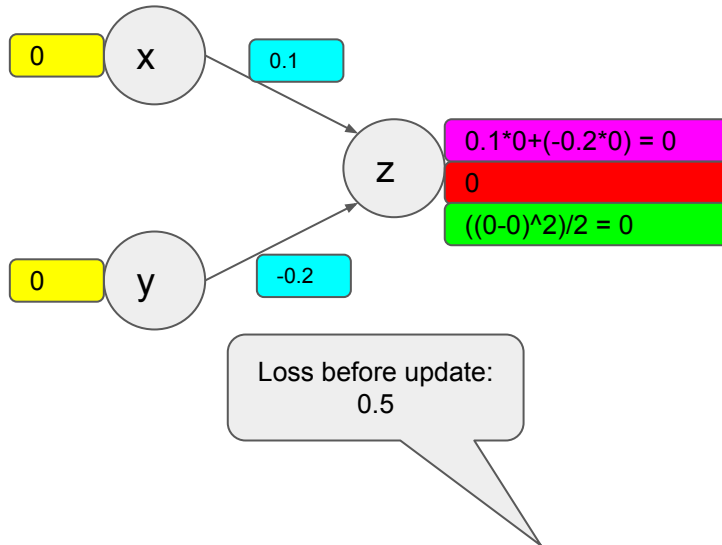 0
x
0.1
z
0.1*0+(-0.2*0) = 0
0
((0-0)^2)/2 = 0
0
y
-0.2
Loss before update:
0.5